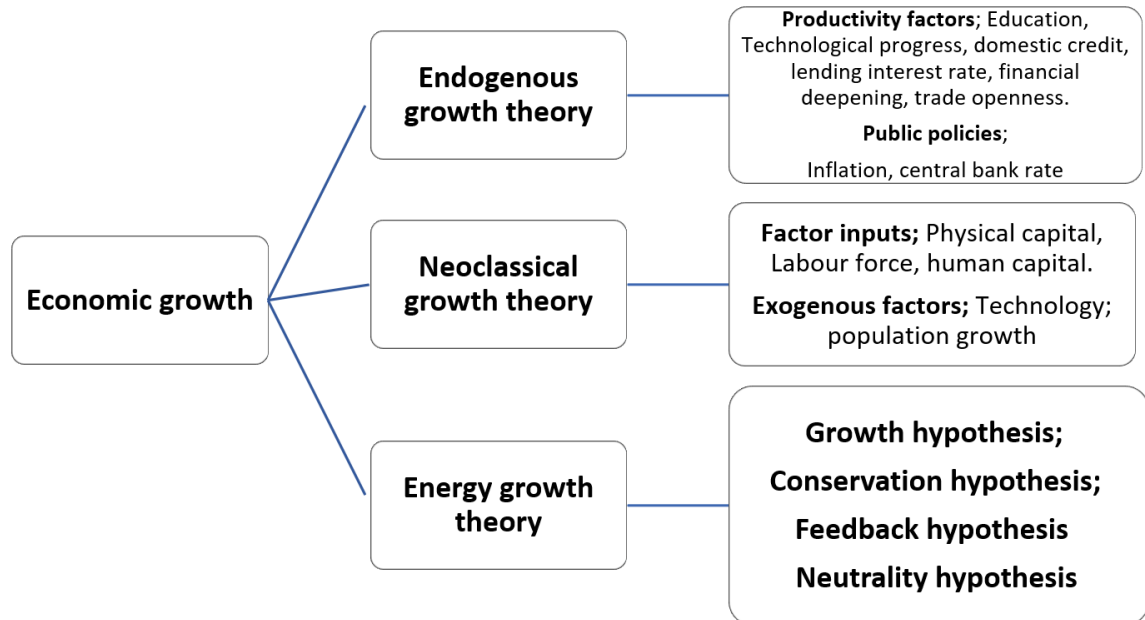 Economic growth
Endogenous
growth theory
Productivity factors; Education,
Technological progress, domestic credit,
lending interest rate, financial
deepening, trade openness.
Public policies;
Inflation, central bank rate
Neoclassical
growth theory
Factor inputs; Physical capital,
Labour force, human capital.
Exogenous factors; Technology;
population growth
Energy growth
theory
Growth hypothesis;
Conservation hypothesis;
Feedback hypothesis
Neutrality hypothesis